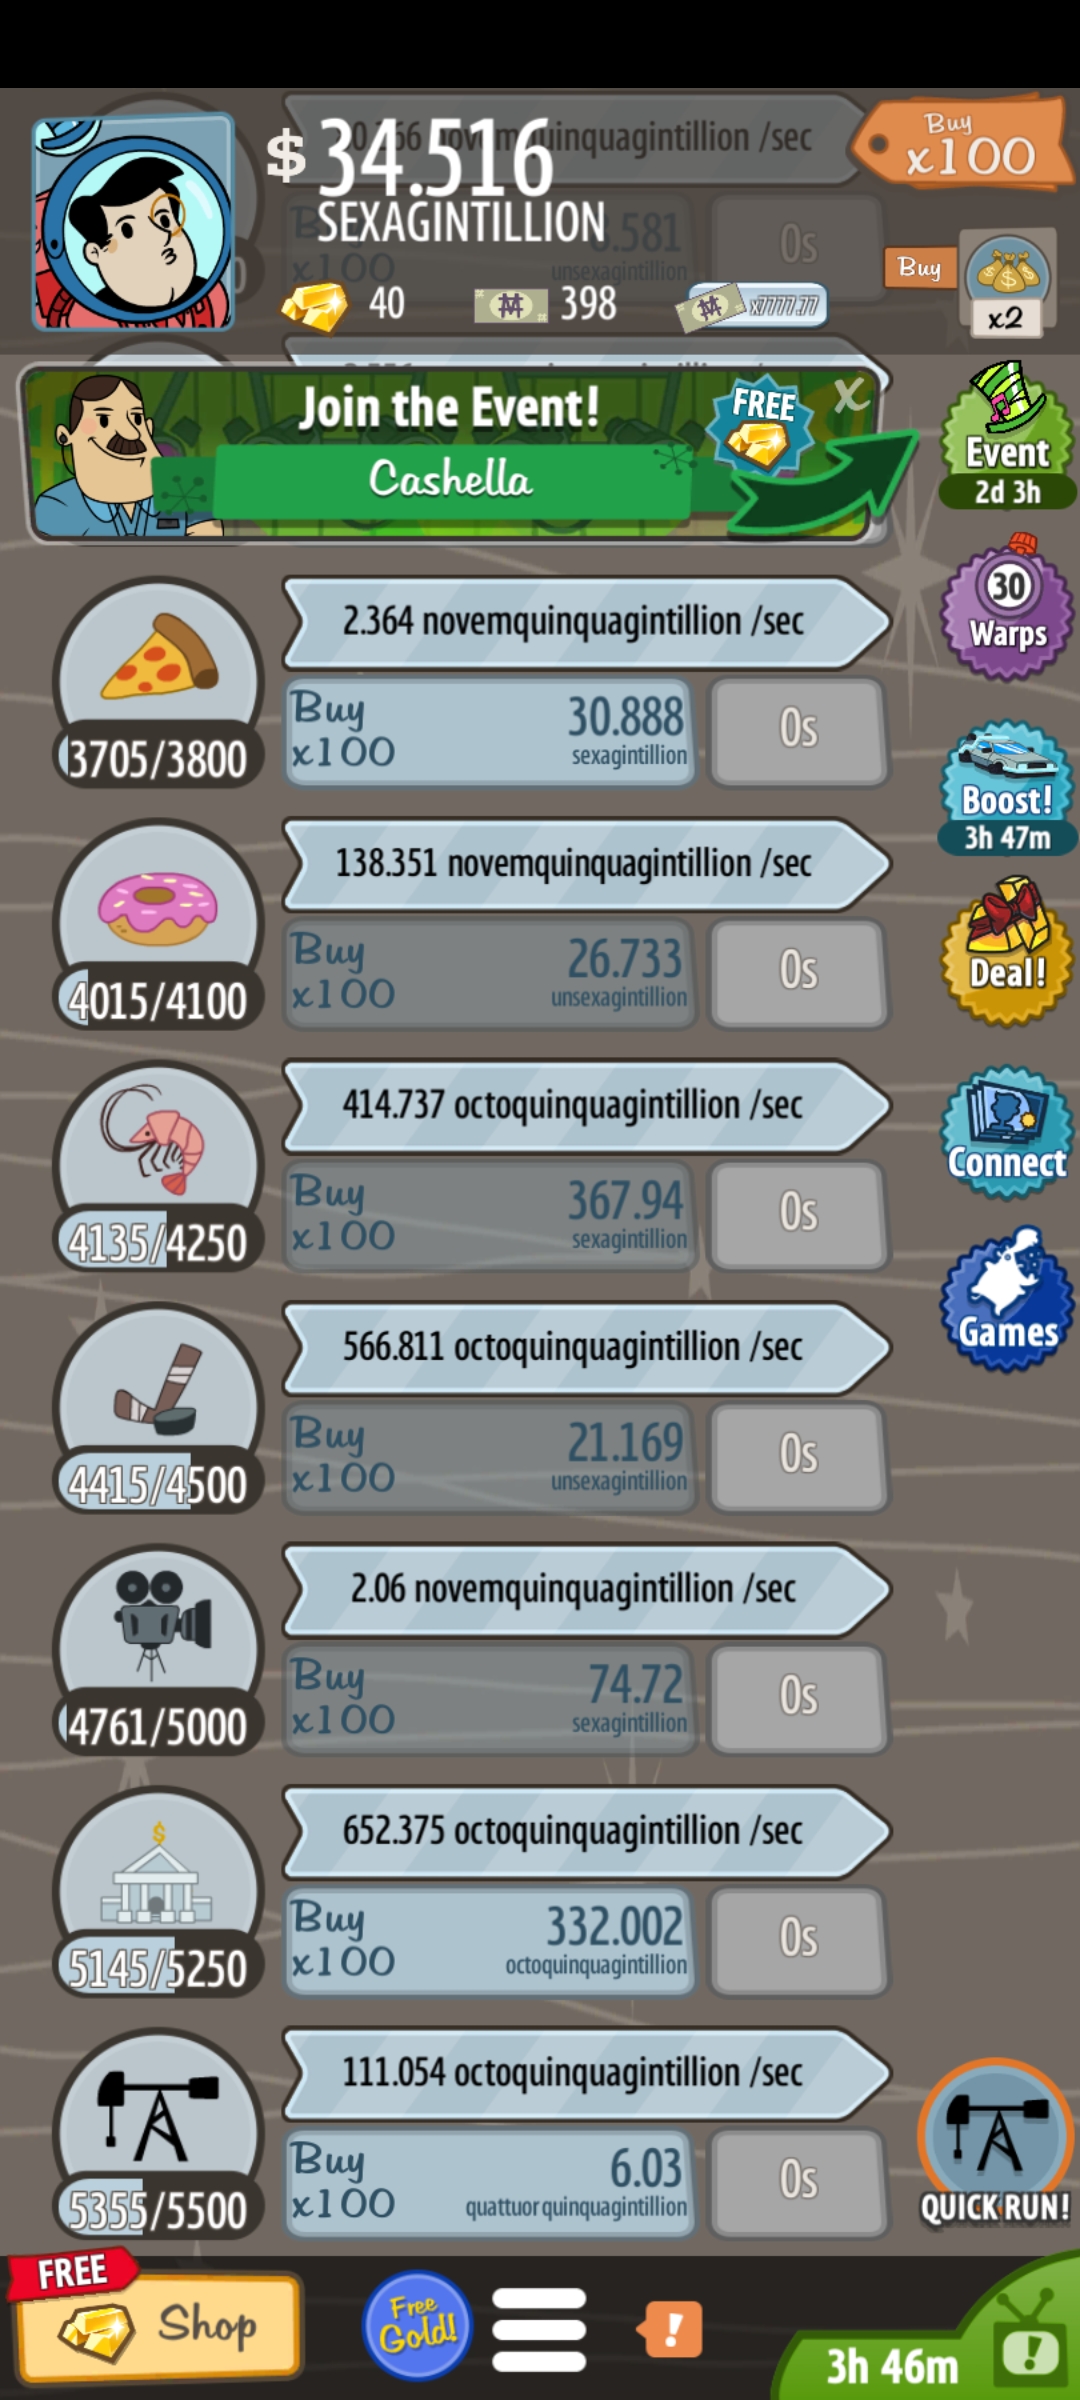 novemquinquagintillion /sec
$ 34.516
SEXAGINTILLION
Buy
x100
Buy
x100
unsexagintillion
0s
40
398
x7777.77
Buy
x2
Join the Event!
Cashella
FREE
X
Event
2d 3h
2.364 novemquinquagintillion /sec
3705/3800
Buy
x100
30.888
sexagintillion
0s
30
Warps
138.351 novemquinquagintillion /sec
4015/4100
Buy
x100
26.733
unsexagintillion
0s
Boost!
3h 47m
Deal!
414.737 octoquinquagintillion /sec
4135/4250
Buy
x100
367.94
sexagintillion
0s
Connect
Games
566.811 octoquinquagintillion /sec
4415/4500
Buy
x100
21.169
unsexagintillion
0s
2.06 novemquinquagintillion /sec
4761/5000
Buy
x100
74.72
sexagintillion
0s
$
652.375 octoquinquagintillion /sec
5145/5250
Buy
x100
332.002
octoquinquagintillion
0s
111.054 octoquinquagintillion /sec
5355/5500
Buy
x100
6.03
quattuorquinquagintillion
0s
QUICK RUN!
FREE
Shop
Free
Gold!
!
3h 46m
!